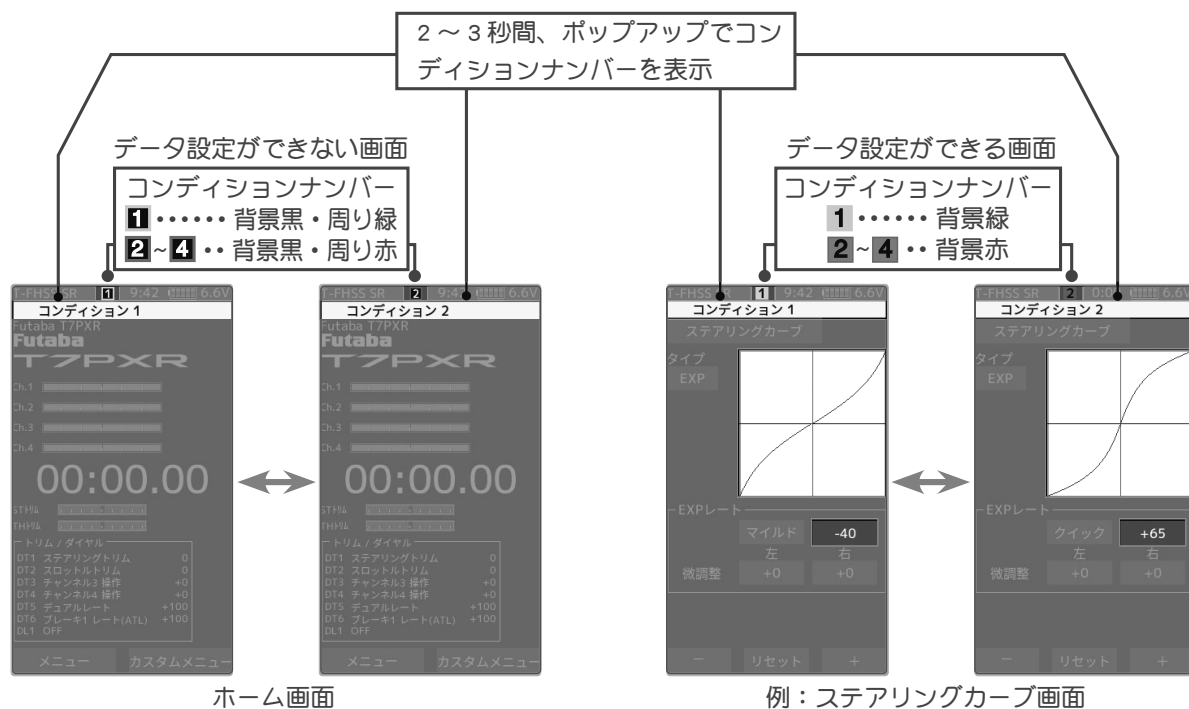 2～3秒間、ポップアップでコン
ディションナンバーを表示
データ設定ができない画面
コンディションナンバー
1 ‥‥‥ 背景黒・周り緑
2 ~ 4 ‥ 背景黒・周り赤
データ設定ができる画面
コンディションナンバー
1 ‥‥‥ 背景緑
2 ~ 4 ‥ 背景赤
T-FHSS SR 1 9:42 6.6V
コンディション 1
Futaba T7PXR
Futaba
T7PXR
Ch.1
Ch.2
Ch.3
Ch.4
00:00.00
STﾄﾘﾑ
THﾄﾘﾑ
トリム / ダイヤル
DT1 ステアリングトリム 0
DT2 スロットルトリム 0
DT3 チャンネル3 操作 +0
DT4 チャンネル4 操作 +0
DT5 デュアルレート +100
DT6 ブレーキ1 レート(ATL) +100
DL1 OFF
メニュー カスタムメニュー
T-FHSS SR 2 9:42 6.6V
コンディション 2
Futaba T7PXR
Futaba
T7PXR
Ch.1
Ch.2
Ch.3
Ch.4
00:00.00
STﾄﾘﾑ
THﾄﾘﾑ
トリム / ダイヤル
DT1 ステアリングトリム 0
DT2 スロットルトリム 0
DT3 チャンネル3 操作 +0
DT4 チャンネル4 操作 +0
DT5 デュアルレート +100
DT6 ブレーキ1 レート(ATL) +100
DL1 OFF
メニュー カスタムメニュー
ホーム画面
T-FHSS SR 1 9:42 6.6V
コンディション 1
ステアリングカーブ
タイプ
EXP
EXPレート
マイルド -40
左 右
微調整 +0 +0
− リセット +
T-FHSS SR 2 6.6V
コンディション 2
ステアリングカーブ
タイプ
EXP
EXPレート
クイック +65
左 右
微調整 +0 +0
− リセット +
例：ステアリングカーブ画面